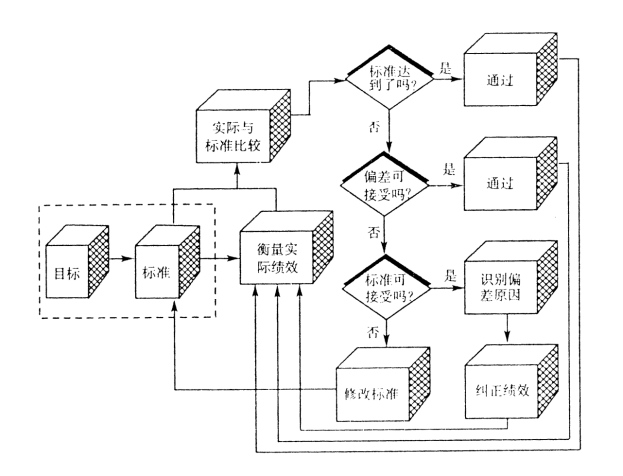 标准达
到了吗?
是
通过
实际与
标准比较
否
偏差可
接受吗?
是
通过
否
目标
标准
衡量实
际绩效
标准可
接受吗?
是
识别偏
差原因
否
修改标准
纠正绩效